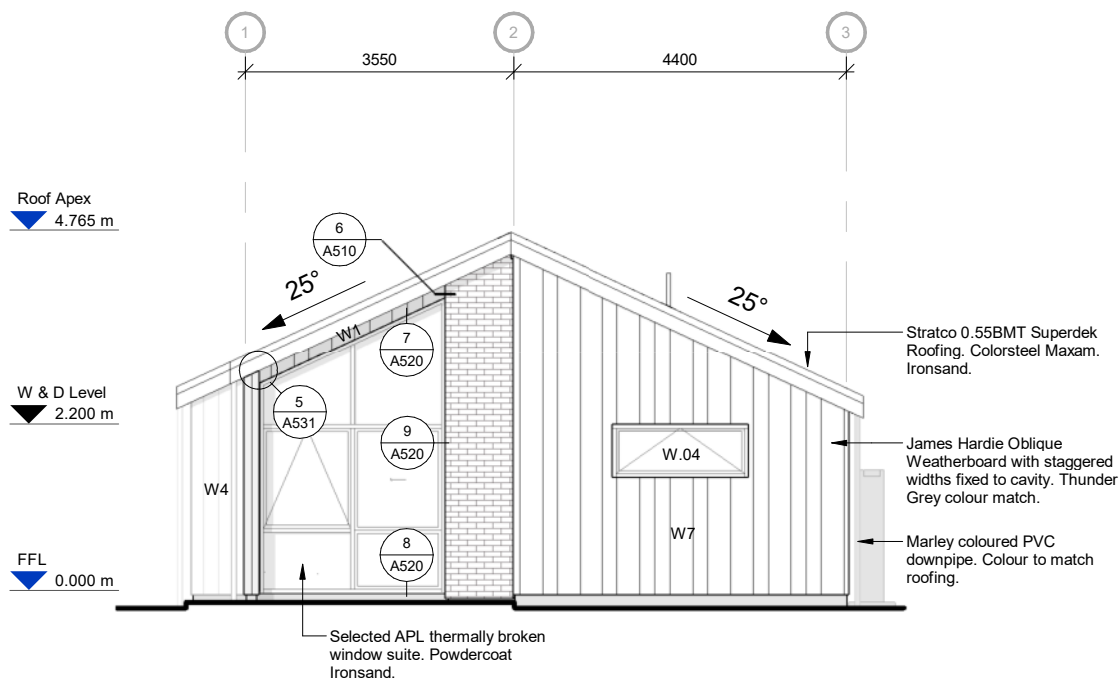 1
2
3
3550
4400
Roof Apex
4.765 m
6
A510
25°
25°
W1
7
A520
Stratco 0.55BMT Superdek
Roofing. Colorsteel Maxam.
Ironsand.
W & D Level
2.200 m
5
A531
9
A520
W.04
James Hardie Oblique
Weatherboard with staggered
widths fixed to cavity. Thunder
Grey colour match.
W4
W7
8
A520
Marley coloured PVC
downpipe. Colour to match
roofing.
FFL
0.000 m
Selected APL thermally broken
window suite. Powdercoat
Ironsand.